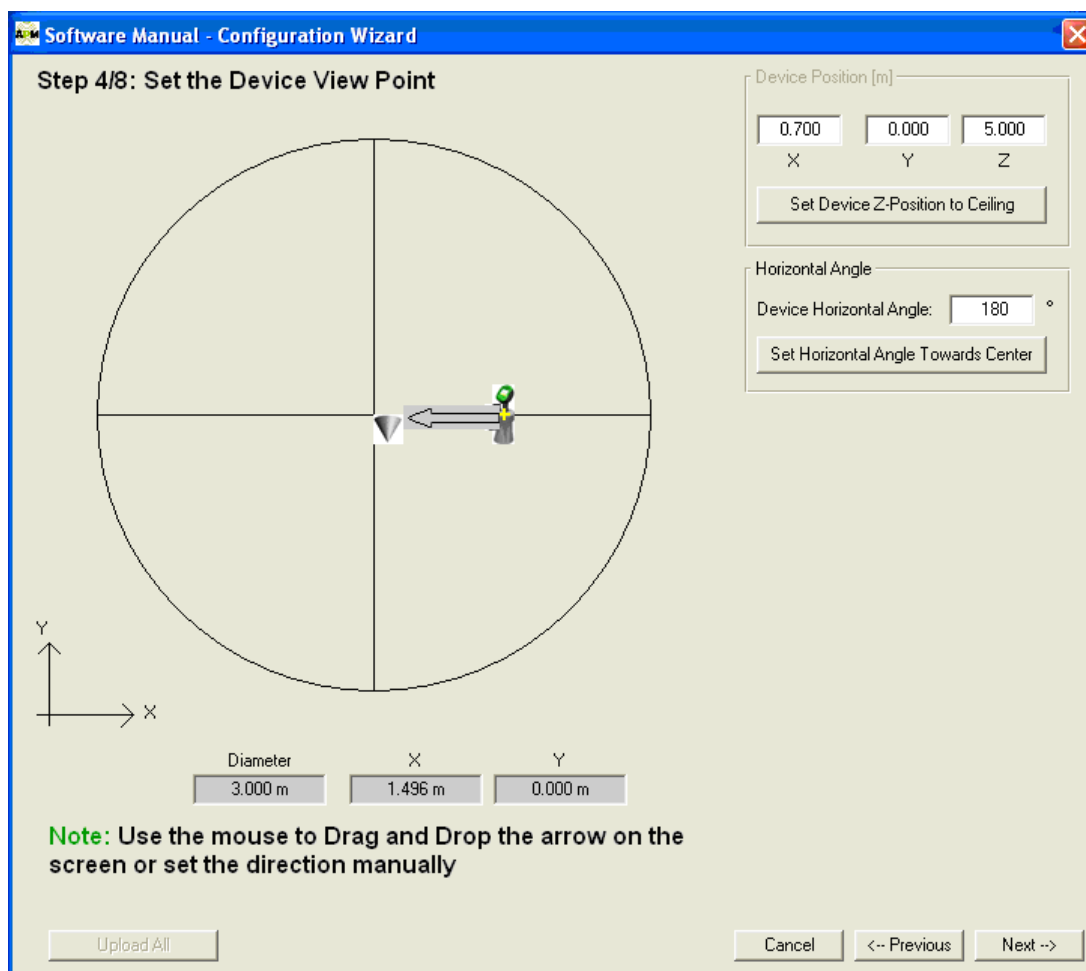 APM Software Manual - Configuration Wizard
Step 4/8: Set the Device View Point
Device Position [m]
0.700 0.000 5.000
X Y Z
Set Device Z-Position to Ceiling
Horizontal Angle
Device Horizontal Angle: 180 °
Set Horizontal Angle Towards Center
Y
X
Diameter X Y
3.000 m 1.496 m 0.000 m
Note: Use the mouse to Drag and Drop the arrow on the
screen or set the direction manually
Upload All Cancel <-- Previous Next -->